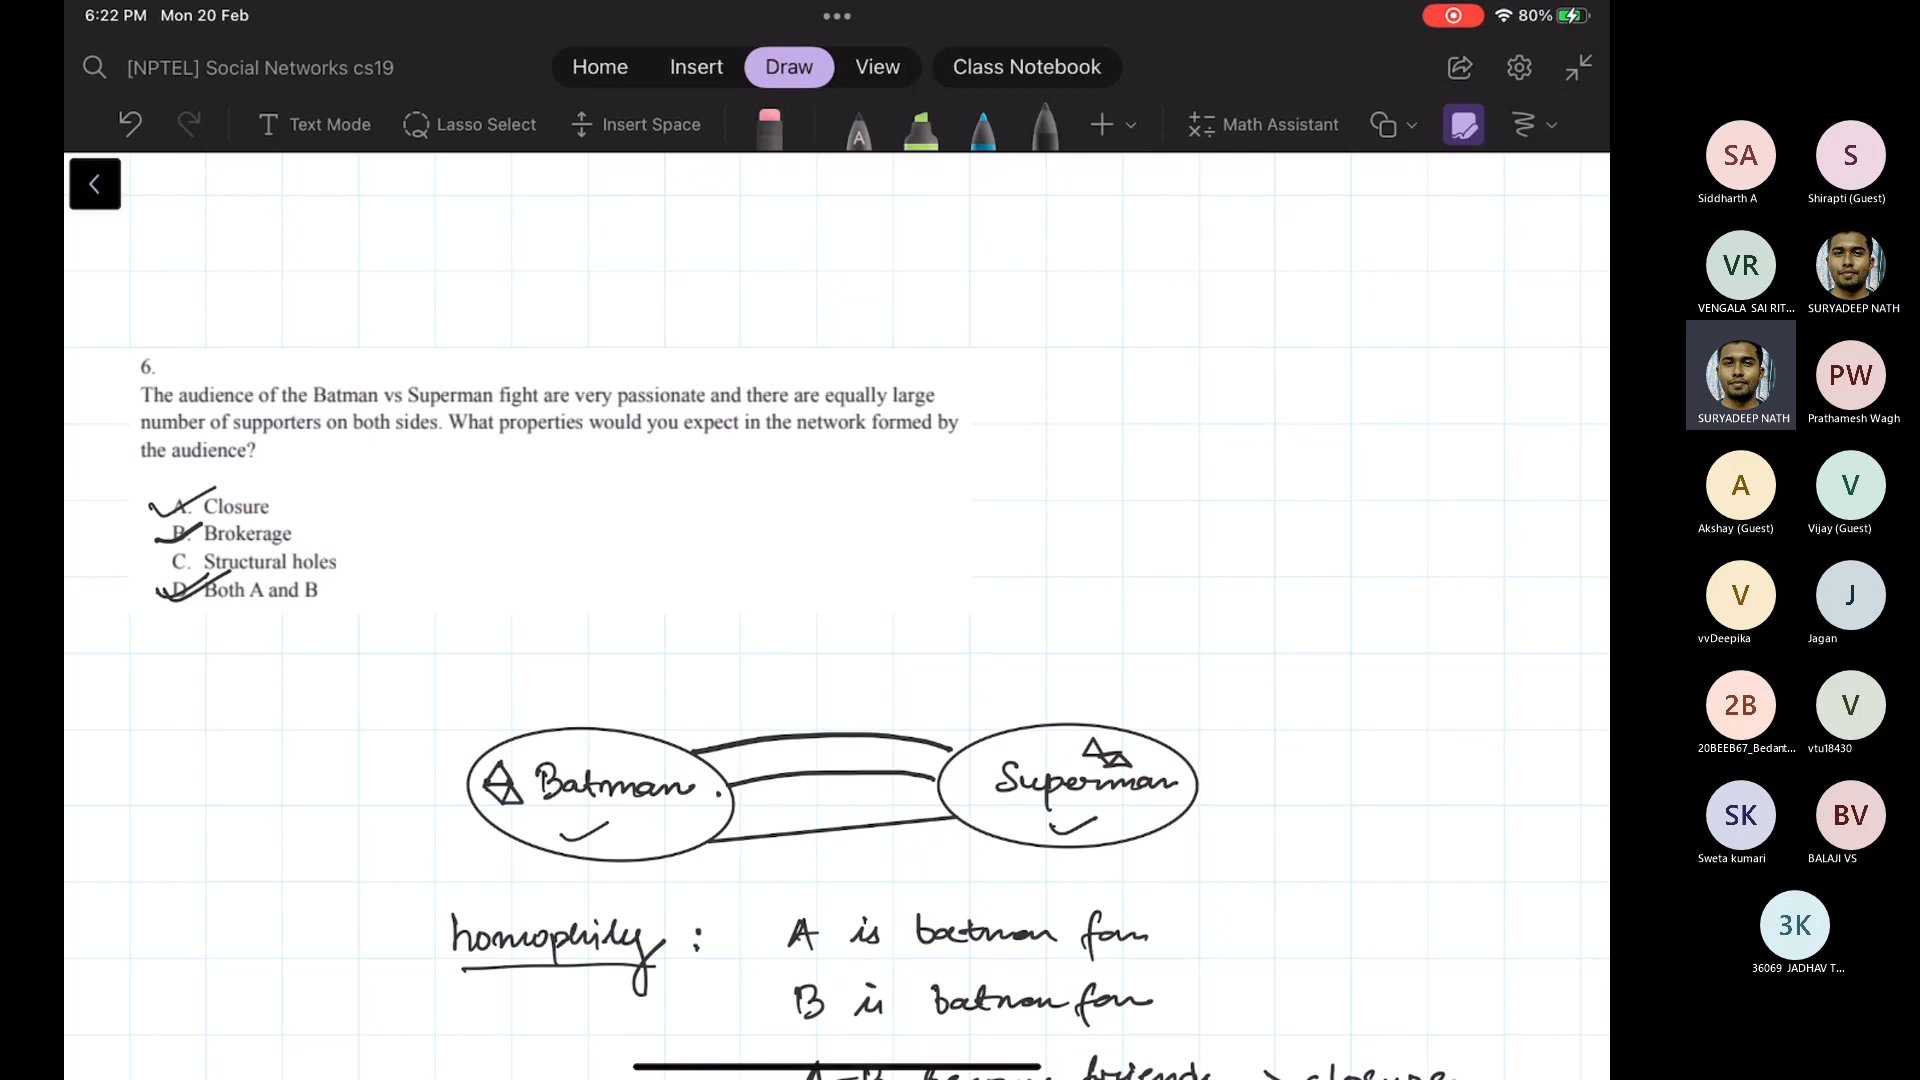 6:22 PM Mon 20 Feb
80%
[NPTEL] Social Networks cs19
Home Insert Draw View Class Notebook
Text Mode Lasso Select Insert Space A Math Assistant
6.
The audience of the Batman vs Superman fight are very passionate and there are equally large
number of supporters on both sides. What properties would you expect in the network formed by
the audience?
A. Closure
B. Brokerage
C. Structural holes
D. Both A and B
Batman
Superman
homophily : A is batman fan
B is batman fan
A-B become friends > closure
SA
Siddharth A
S
Shirapti (Guest)
VR
VENGALA SAI RIT...
SURYADEEP NATH
SURYADEEP NATH
PW
Prathamesh Wagh
A
Akshay (Guest)
V
Vijay (Guest)
V
vvDeepika
J
Jagan
2B
20BEEB67_Bedant...
V
vtu18430
SK
Sweta kumari
BV
BALAJI VS
3K
36069 JADHAV T...